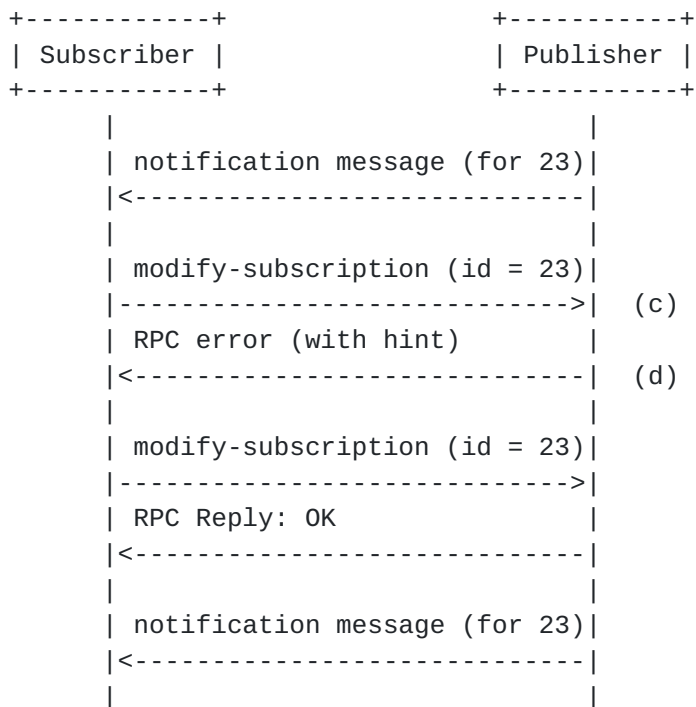 +------------+                 +-----------+
| Subscriber |                 | Publisher |
+------------+                 +-----------+
      |                              |
      | notification message (for 23)|
      |<-----------------------------|
      |                              |
      | modify-subscription (id = 23)|
      |----------------------------->|  (c)
      | RPC error (with hint)        |
      |<-----------------------------|  (d)
      |                              |
      | modify-subscription (id = 23)|
      |----------------------------->|
      | RPC Reply: OK                |
      |<-----------------------------|
      |                              |
      | notification message (for 23)|
      |<-----------------------------|
      |                              |